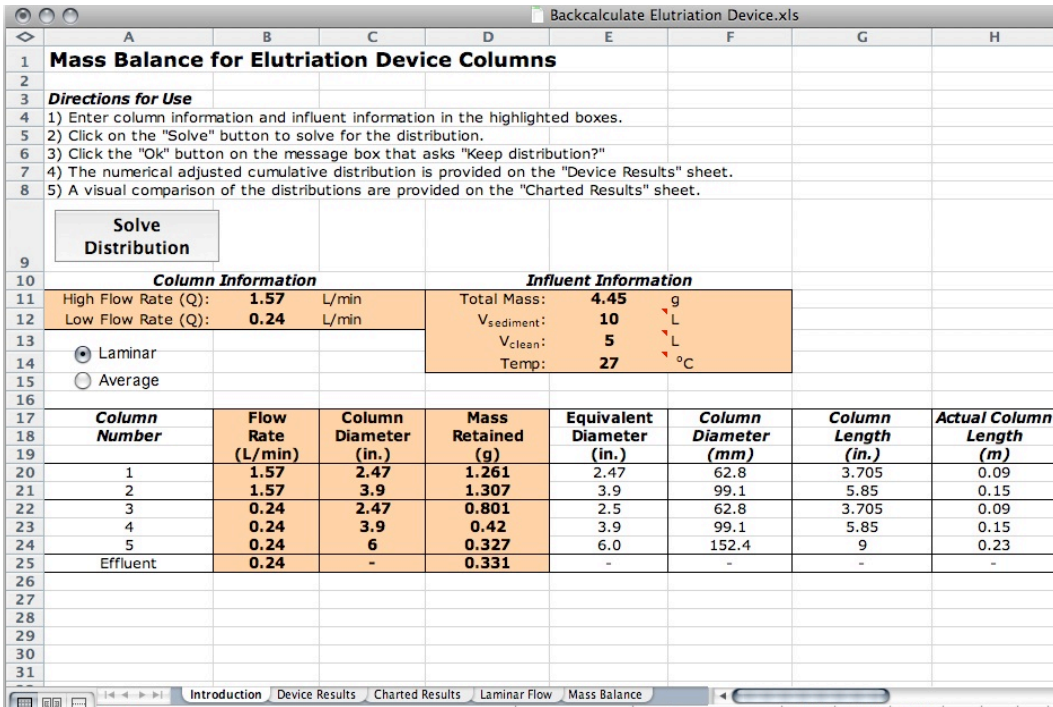 Backcalculate Elutriation Device.xls
A B C D E F G H
1 Mass Balance for Elutriation Device Columns
2
3 Directions for Use
4 1) Enter column information and influent information in the highlighted boxes.
5 2) Click on the "Solve" button to solve for the distribution.
6 3) Click the "Ok" button on the message box that asks "Keep distribution?"
7 4) The numerical adjusted cumulative distribution is provided on the "Device Results" sheet.
8 5) A visual comparison of the distributions are provided on the "Charted Results" sheet.
Solve
Distribution
9
10 Column Information Influent Information
11 High Flow Rate (Q): 1.57 L/min Total Mass: 4.45 g
12 Low Flow Rate (Q): 0.24 L/min Vsediment: 10 L
13 Vclean: 5 L
Laminar
14 Temp: 27 °C
15 Average
16
17 Column Flow Column Mass Equivalent Column Column Actual Column
18 Number Rate Diameter Retained Diameter Diameter Length Length
19 (L/min) (in.) (g) (in.) (mm) (in.) (m)
20 1 1.57 2.47 1.261 2.47 62.8 3.705 0.09
21 2 1.57 3.9 1.307 3.9 99.1 5.85 0.15
22 3 0.24 2.47 0.801 2.5 62.8 3.705 0.09
23 4 0.24 3.9 0.42 3.9 99.1 5.85 0.15
24 5 0.24 6 0.327 6.0 152.4 9 0.23
25 Effluent 0.24 - 0.331 - - - -
26
27
28
29
30
31
Introduction Device Results Charted Results Laminar Flow Mass Balance